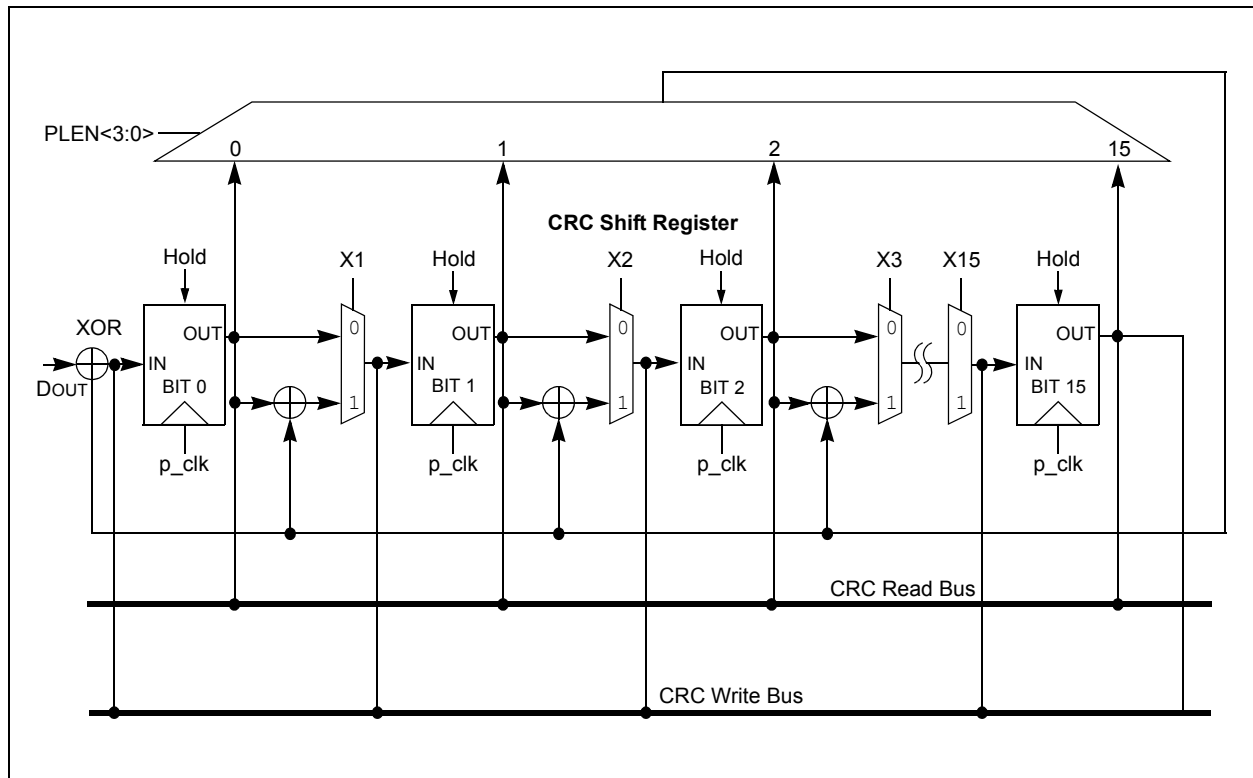 PLEN<3:0>
0 1 2 15
CRC Shift Register
Hold X1 Hold X2 Hold X3 X15 Hold
XOR
OUT 0 OUT 0 OUT 0 0 OUT
IN IN IN IN
DOUT
BIT 0 1 BIT 1 1 BIT 2 1 1 BIT 15
p_clk p_clk p_clk p_clk
CRC Read Bus
CRC Write Bus